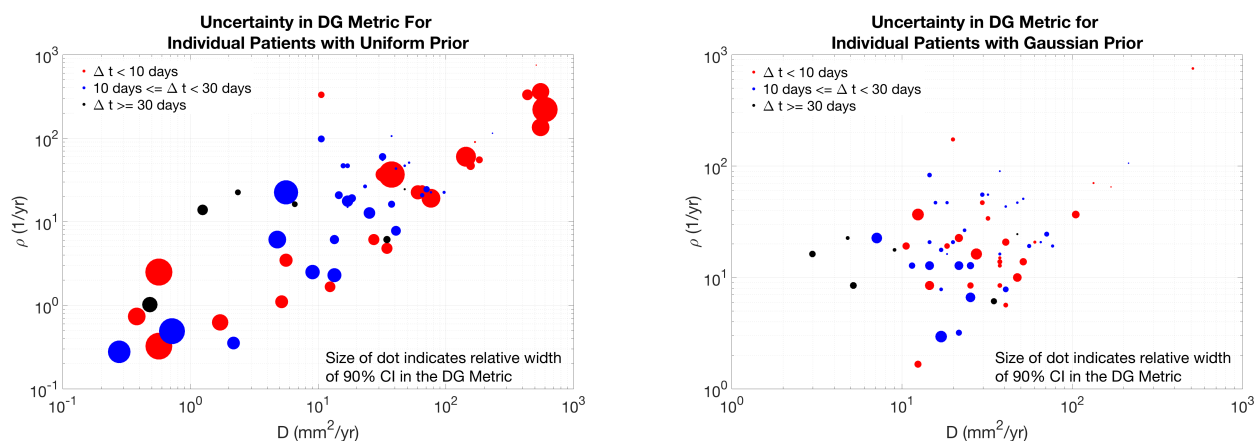 Uncertainty in DG Metric For
Individual Patients with Uniform Prior
10³
10²
10¹
10⁰
10⁻¹
ρ (1/yr)
Δ t < 10 days
10 days <= Δ t < 30 days
Δ t >= 30 days
Size of dot indicates relative width
of 90% CI in the DG Metric
10⁻¹ 10⁰ 10¹ 10² 10³
D (mm²/yr)
Uncertainty in DG Metric for
Individual Patients with Gaussian Prior
10³
10²
10¹
10⁰
ρ (1/yr)
Δ t < 10 days
10 days <= Δ t < 30 days
Δ t >= 30 days
Size of dot indicates relative width
of 90% CI in the DG Metric
10⁰ 10¹ 10² 10³
D (mm²/yr)